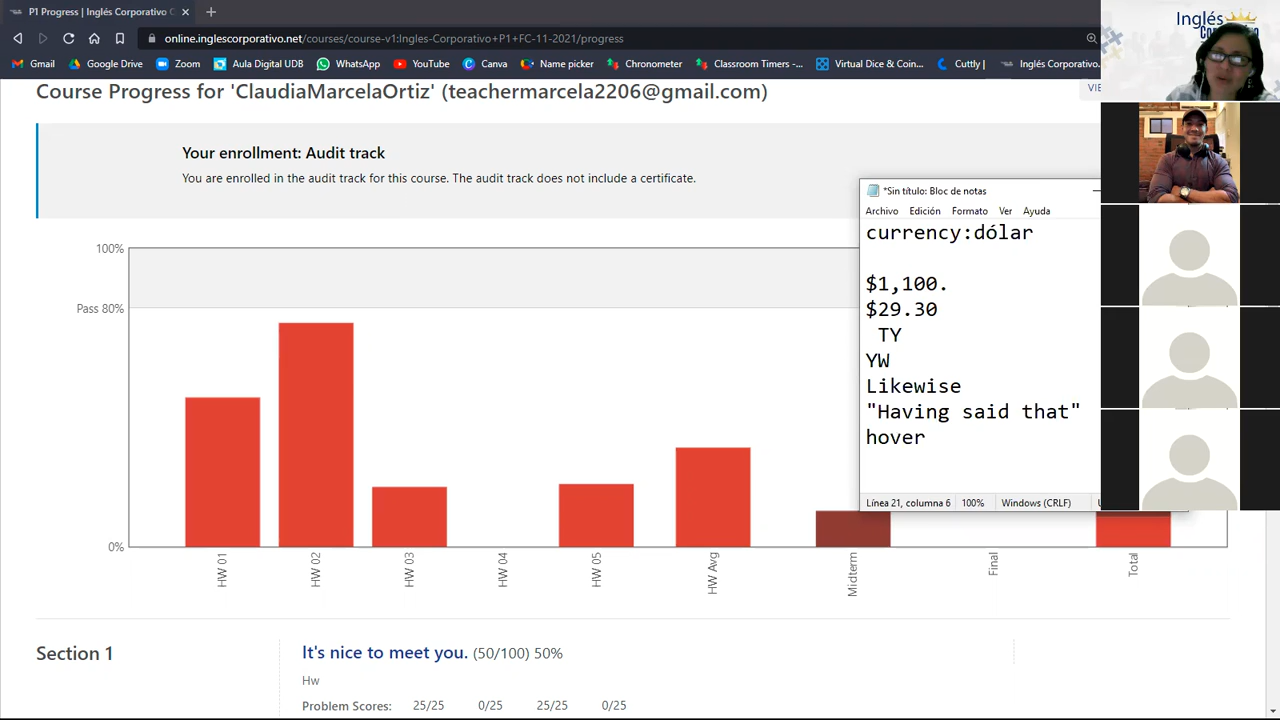 P1 Progress | Inglés Corporativo
online.inglescorporativo.net/courses/course-v1:Ingles-Corporativo+P1+FC-11-2021/progress
Gmail
Google Drive
Zoom
Aula Digital UDB
WhatsApp
YouTube
Canva
Name picker
Chronometer
Classroom Timers -...
Virtual Dice & Coin...
Cuttly |
Inglés Corporativo.
Inglés
Course Progress for 'ClaudiaMarcelaOrtiz' (teachermarcela2206@gmail.com)
VIE
Your enrollment: Audit track
You are enrolled in the audit track for this course. The audit track does not include a certificate.
*Sin título: Bloc de notas
Archivo Edición Formato Ver Ayuda
currency:dólar
$1,100.
$29.30
TY
YW
Likewise
"Having said that"
hover
Línea 21, columna 6 100% Windows (CRLF)
100%
Pass 80%
0%
HW 01
HW 02
HW 03
HW 04
HW 05
HW Avg
Midterm
Final
Total
Section 1
It's nice to meet you. (50/100) 50%
Hw
Problem Scores: 25/25 0/25 25/25 0/25